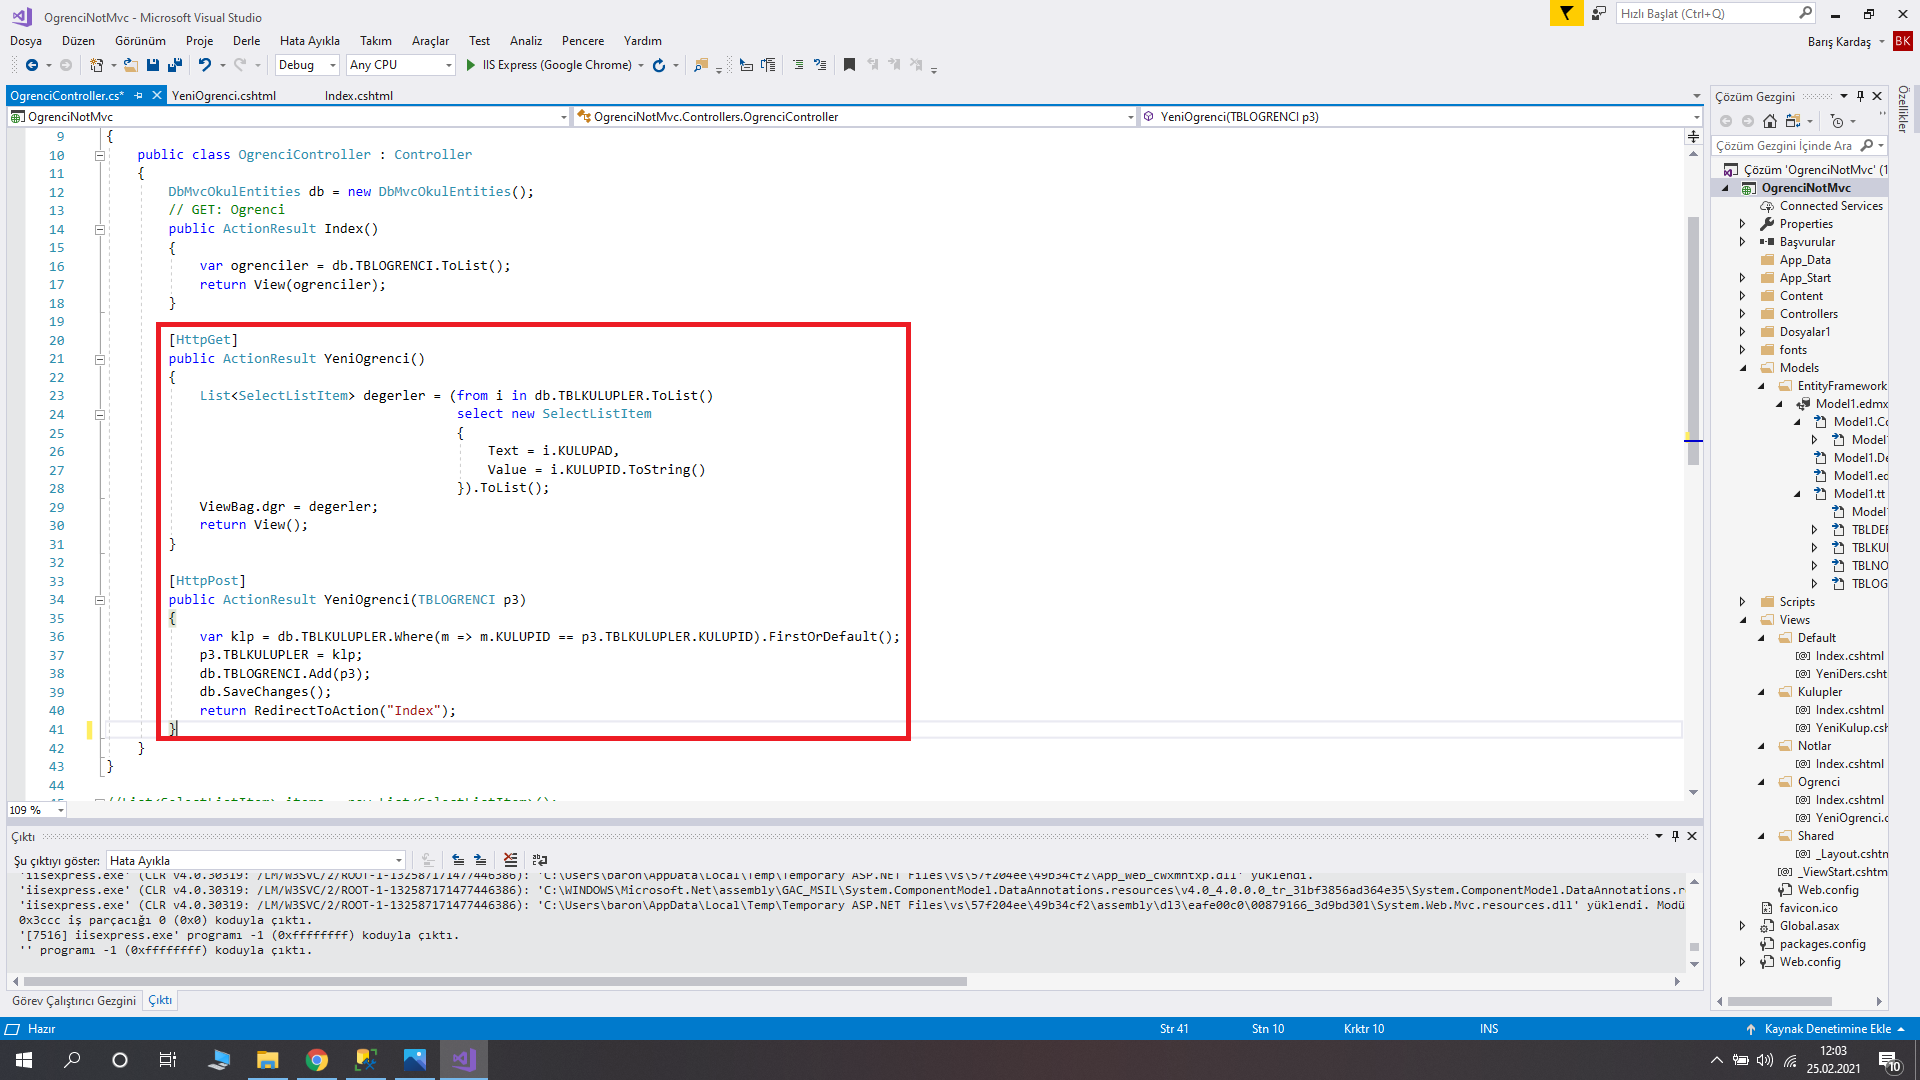 OgrenciNotMvc - Microsoft Visual Studio
Hızlı Başlat (Ctrl+Q)
Dosya Düzen Görünüm Proje Derle Hata Ayıkla Takım Araçlar Test Analiz Pencere Yardım
Barış Kardaş BK
Debug Any CPU IIS Express (Google Chrome)
OgrenciController.cs* YeniOgrenci.cshtml Index.cshtml
OgrenciNotMvc OgrenciNotMvc.Controllers.OgrenciController YeniOgrenci(TBLOGRENCI p3)
9 {
10 public class OgrenciController : Controller
11 {
12 DbMvcOkulEntities db = new DbMvcOkulEntities();
13 // GET: Ogrenci
14 public ActionResult Index()
15 {
16 var ogrenciler = db.TBLOGRENCI.ToList();
17 return View(ogrenciler);
18 }
19
20 [HttpGet]
21 public ActionResult YeniOgrenci()
22 {
23 List<SelectListItem> degerler = (from i in db.TBLKULUPLER.ToList()
24 select new SelectListItem
25 {
26 Text = i.KULUPAD,
27 Value = i.KULUPID.ToString()
28 }).ToList();
29 ViewBag.dgr = degerler;
30 return View();
31 }
32
33 [HttpPost]
34 public ActionResult YeniOgrenci(TBLOGRENCI p3)
35 {
36 var klp = db.TBLKULUPLER.Where(m => m.KULUPID == p3.TBLKULUPLER.KULUPID).FirstOrDefault();
37 p3.TBLKULUPLER = klp;
38 db.TBLOGRENCI.Add(p3);
39 db.SaveChanges();
40 return RedirectToAction("Index");
41 }
42 }
43 }
44
109 %
Çıktı
Şu çıktıyı göster: Hata Ayıkla
'iisexpress.exe' (CLR v4.0.30319: /LM/W3SVC/2/ROOT-1-132587171477446386): 'C:\Users\baron\AppData\Local\Temp\Temporary ASP.NET Files\vs\57f204ee\49b34cf2\App_Web_cwxmntxp.dll' yüklendi.
'iisexpress.exe' (CLR v4.0.30319: /LM/W3SVC/2/ROOT-1-132587171477446386): 'C:\WINDOWS\Microsoft.Net\assembly\GAC_MSIL\System.ComponentModel.DataAnnotations.resources\v4.0_4.0.0.0_tr_31bf3856ad364e35\System.ComponentModel.DataAnnotations.r
'iisexpress.exe' (CLR v4.0.30319: /LM/W3SVC/2/ROOT-1-132587171477446386): 'C:\Users\baron\AppData\Local\Temp\Temporary ASP.NET Files\vs\57f204ee\49b34cf2\assembly\dl3\eafe00c0\00879166_3d9bd301\System.Web.Mvc.resources.dll' yüklendi. Modü
0x3ccc iş parçacığı 0 (0x0) koduyla çıktı.
'[7516] iisexpress.exe' programı -1 (0xffffffff) koduyla çıktı.
'' programı -1 (0xffffffff) koduyla çıktı.
Görev Çalıştırıcı Gezgini Çıktı
Çözüm Gezgini
Çözüm Gezgini İçinde Ara
Çözüm 'OgrenciNotMvc' (1
OgrenciNotMvc
Connected Services
Properties
Başvurular
App_Data
App_Start
Content
Controllers
Dosyalar1
fonts
Models
EntityFramework
Model1.edmx
Model1.Co
Model
Model1.De
Model1.ed
Model1.tt
Model
TBLDEF
TBLKUL
TBLNO
TBLOG
Scripts
Views
Default
Index.cshtml
YeniDers.csht
Kulupler
Index.cshtml
YeniKulup.csh
Notlar
Index.cshtml
Ogrenci
Index.cshtml
YeniOgrenci.c
Shared
_Layout.cshtm
_ViewStart.cshtm
Web.config
favicon.ico
Global.asax
packages.config
Web.config
Özellikler
Hazır Str 41 Stn 10 Krktr 10 INS Kaynak Denetimine Ekle
12:03
25.02.2021
10